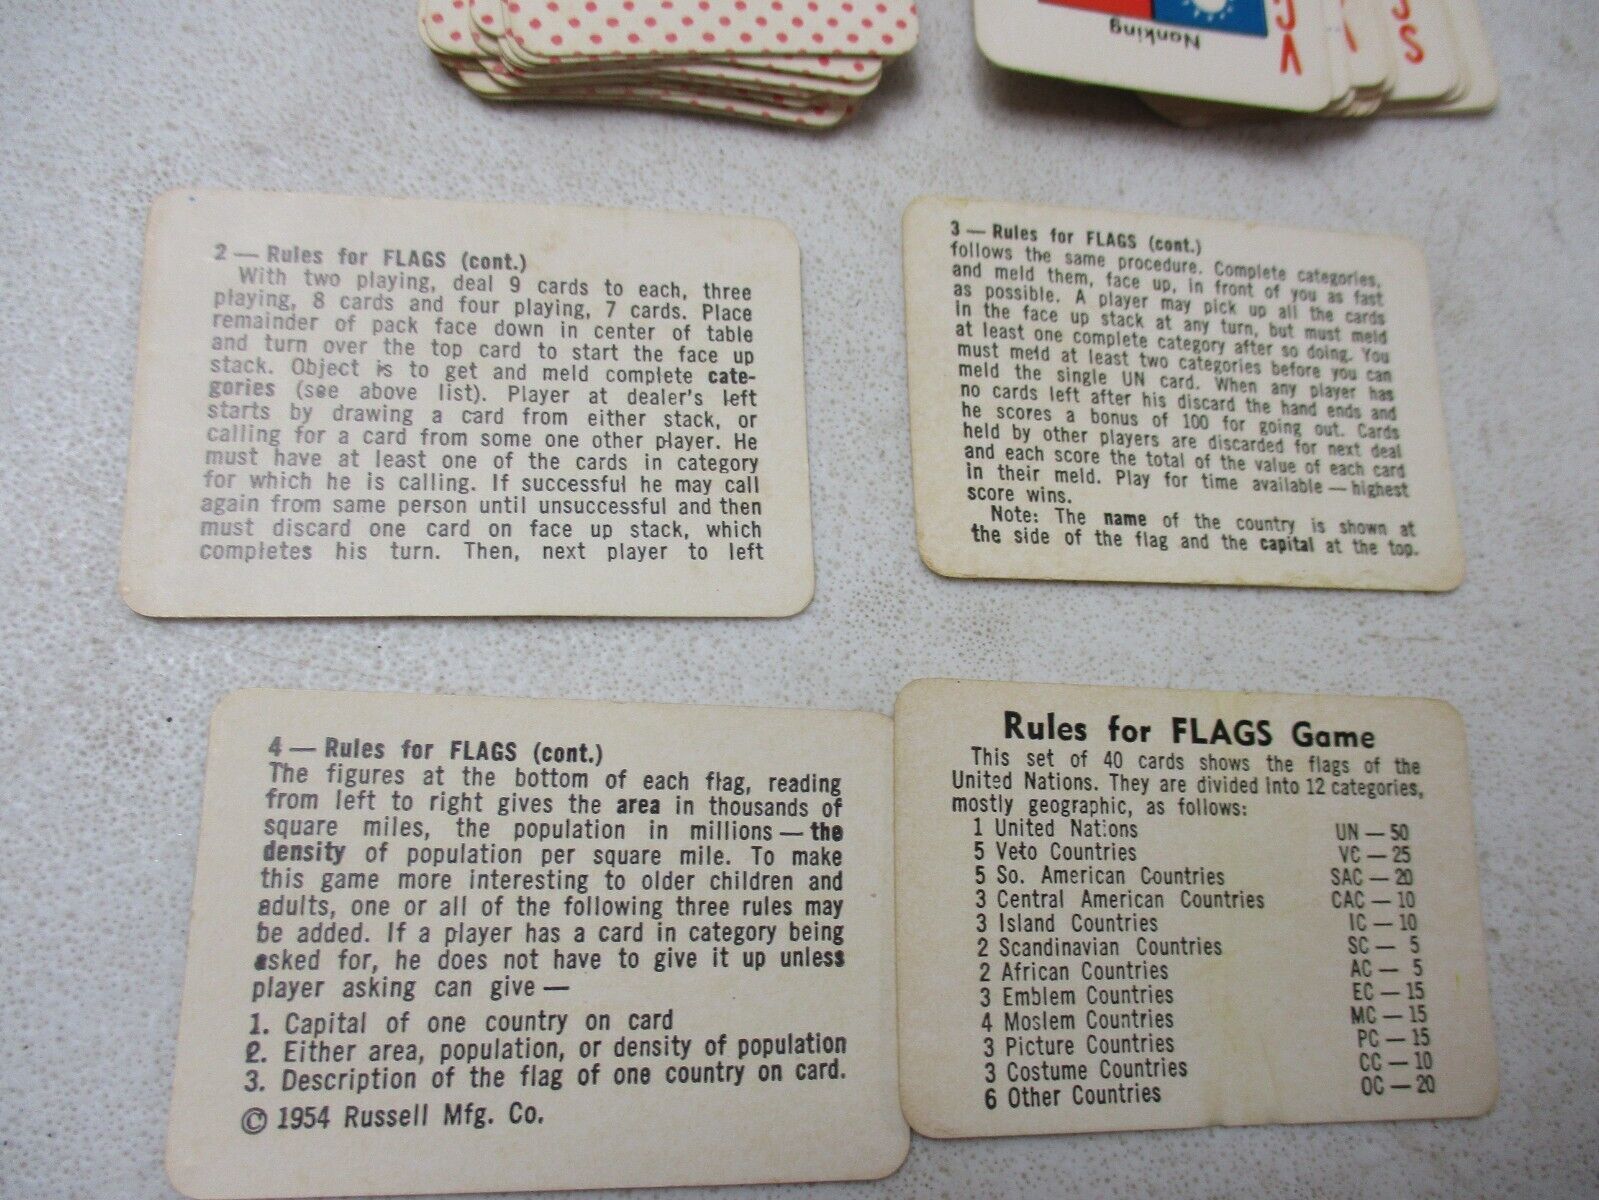 Nanking
V
J
S
S
2 — Rules for FLAGS (cont.)
With two playing, deal 9 cards to each, three
playing, 8 cards and four playing, 7 cards. Place
remainder of pack face down in center of table
and turn over the top card to start the face up
stack. Object is to get and meld complete cate-
gories (see above list). Player at dealer's left
starts by drawing a card from either stack, or
calling for a card from some one other player. He
must have at least one of the cards in category
for which he is calling. If successful he may call
again from same person until unsuccessful and then
must discard one card on face up stack, which
completes his turn. Then, next player to left
3 — Rules for FLAGS (cont.)
follows the same procedure. Complete categories,
and meld them, face up, in front of you as fast
as possible. A player may pick up all the cards
in the face up stack at any turn, but must meld
at least one complete category after so doing. You
must meld at least two categories before you can
meld the single UN card. When any player has
no cards left after his discard the hand ends and
he scores a bonus of 100 for going out. Cards
held by other players are discarded for next deal
and each score the total of the value of each card
in their meld. Play for time available — highest
score wins.
Note: The name of the country is shown at
the side of the flag and the capital at the top.
4 — Rules for FLAGS (cont.)
The figures at the bottom of each flag, reading
from left to right gives the area in thousands of
square miles, the population in millions — the
density of population per square mile. To make
this game more interesting to older children and
adults, one or all of the following three rules may
be added. If a player has a card in category being
asked for, he does not have to give it up unless
player asking can give —
1. Capital of one country on card
2. Either area, population, or density of population
3. Description of the flag of one country on card.
© 1954 Russell Mfg. Co.
Rules for FLAGS Game
This set of 40 cards shows the flags of the
United Nations. They are divided into 12 categories,
mostly geographic, as follows:
1 United Nations UN — 50
5 Veto Countries VC — 25
5 So. American Countries SAC — 20
3 Central American Countries CAC — 10
3 Island Countries IC — 10
2 Scandinavian Countries SC — 5
2 African Countries AC — 5
3 Emblem Countries EC — 15
4 Moslem Countries MC — 15
3 Picture Countries PC — 15
3 Costume Countries CC — 10
6 Other Countries OC — 20